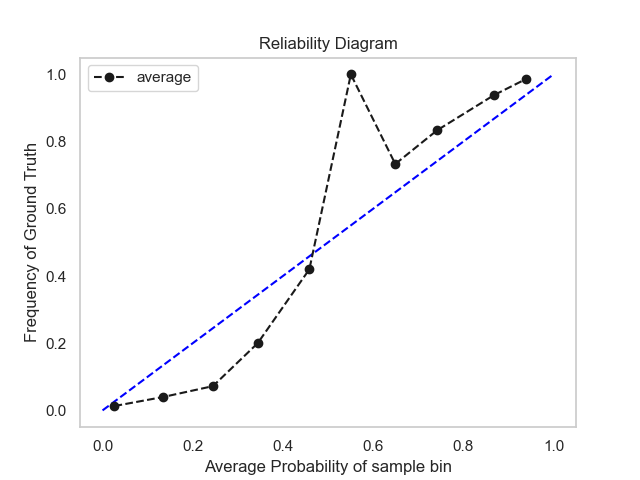 Reliability Diagram
average
Frequency of Ground Truth
1.0
0.8
0.6
0.4
0.2
0.0
0.0 0.2 0.4 0.6 0.8 1.0
Average Probability of sample bin